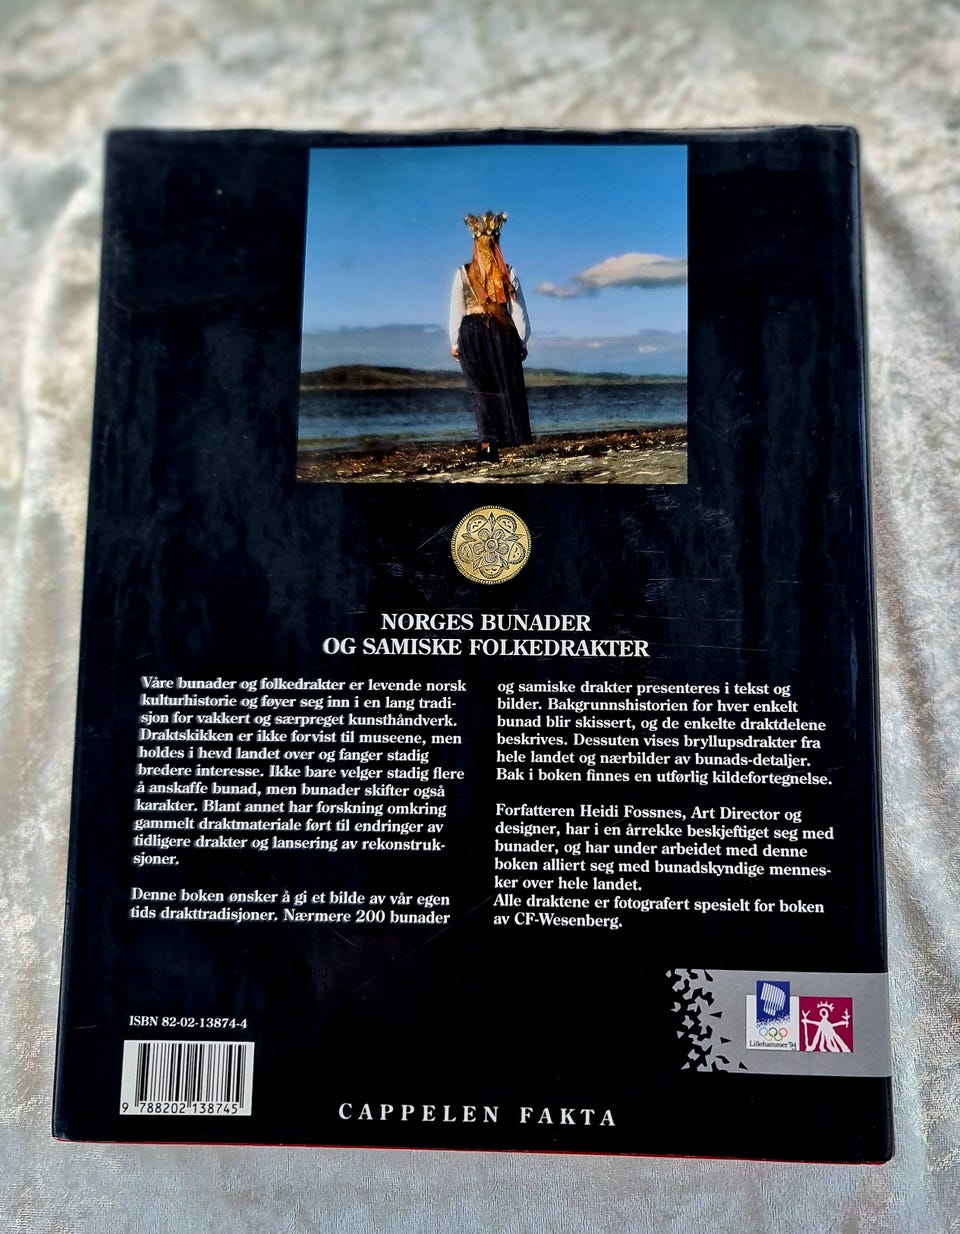 NORGES BUNADER
OG SAMISKE FOLKEDRAKTER
Våre bunader og folkedrakter er levende norsk
kulturhistorie og føyer seg inn i en lang tradi-
sjon for vakkert og særpreget kunsthåndverk.
Draktskikken er ikke forvist til museene, men
holdes i hevd landet over og fanger stadig
bredere interesse. Ikke bare velger stadig flere
å anskaffe bunad, men bunader skifter også
karakter. Blant annet har forskning omkring
gammelt draktmateriale ført til endringer av
tidligere drakter og lansering av rekonstruk-
sjoner.
Denne boken ønsker å gi et bilde av vår egen
tids drakttradisjoner. Nærmere 200 bunader
og samiske drakter presenteres i tekst og
bilder. Bakgrunnshistorien for hver enkelt
bunad blir skissert, og de enkelte draktdelene
beskrives. Dessuten vises bryllupsdrakter fra
hele landet og nærbilder av bunads-detaljer.
Bak i boken finnes en utførlig kildefortegnelse.
Forfatteren Heidi Fossnes, Art Director og
designer, har i en årrekke beskjeftiget seg med
bunader, og har under arbeidet med denne
boken alliert seg med bunadskyndige mennes-
ker over hele landet.
Alle draktene er fotografert spesielt for boken
av CF-Wesenberg.
Lillehammer '94
ISBN 82-02-13874-4
9 788202 138745
CAPPELEN FAKTA